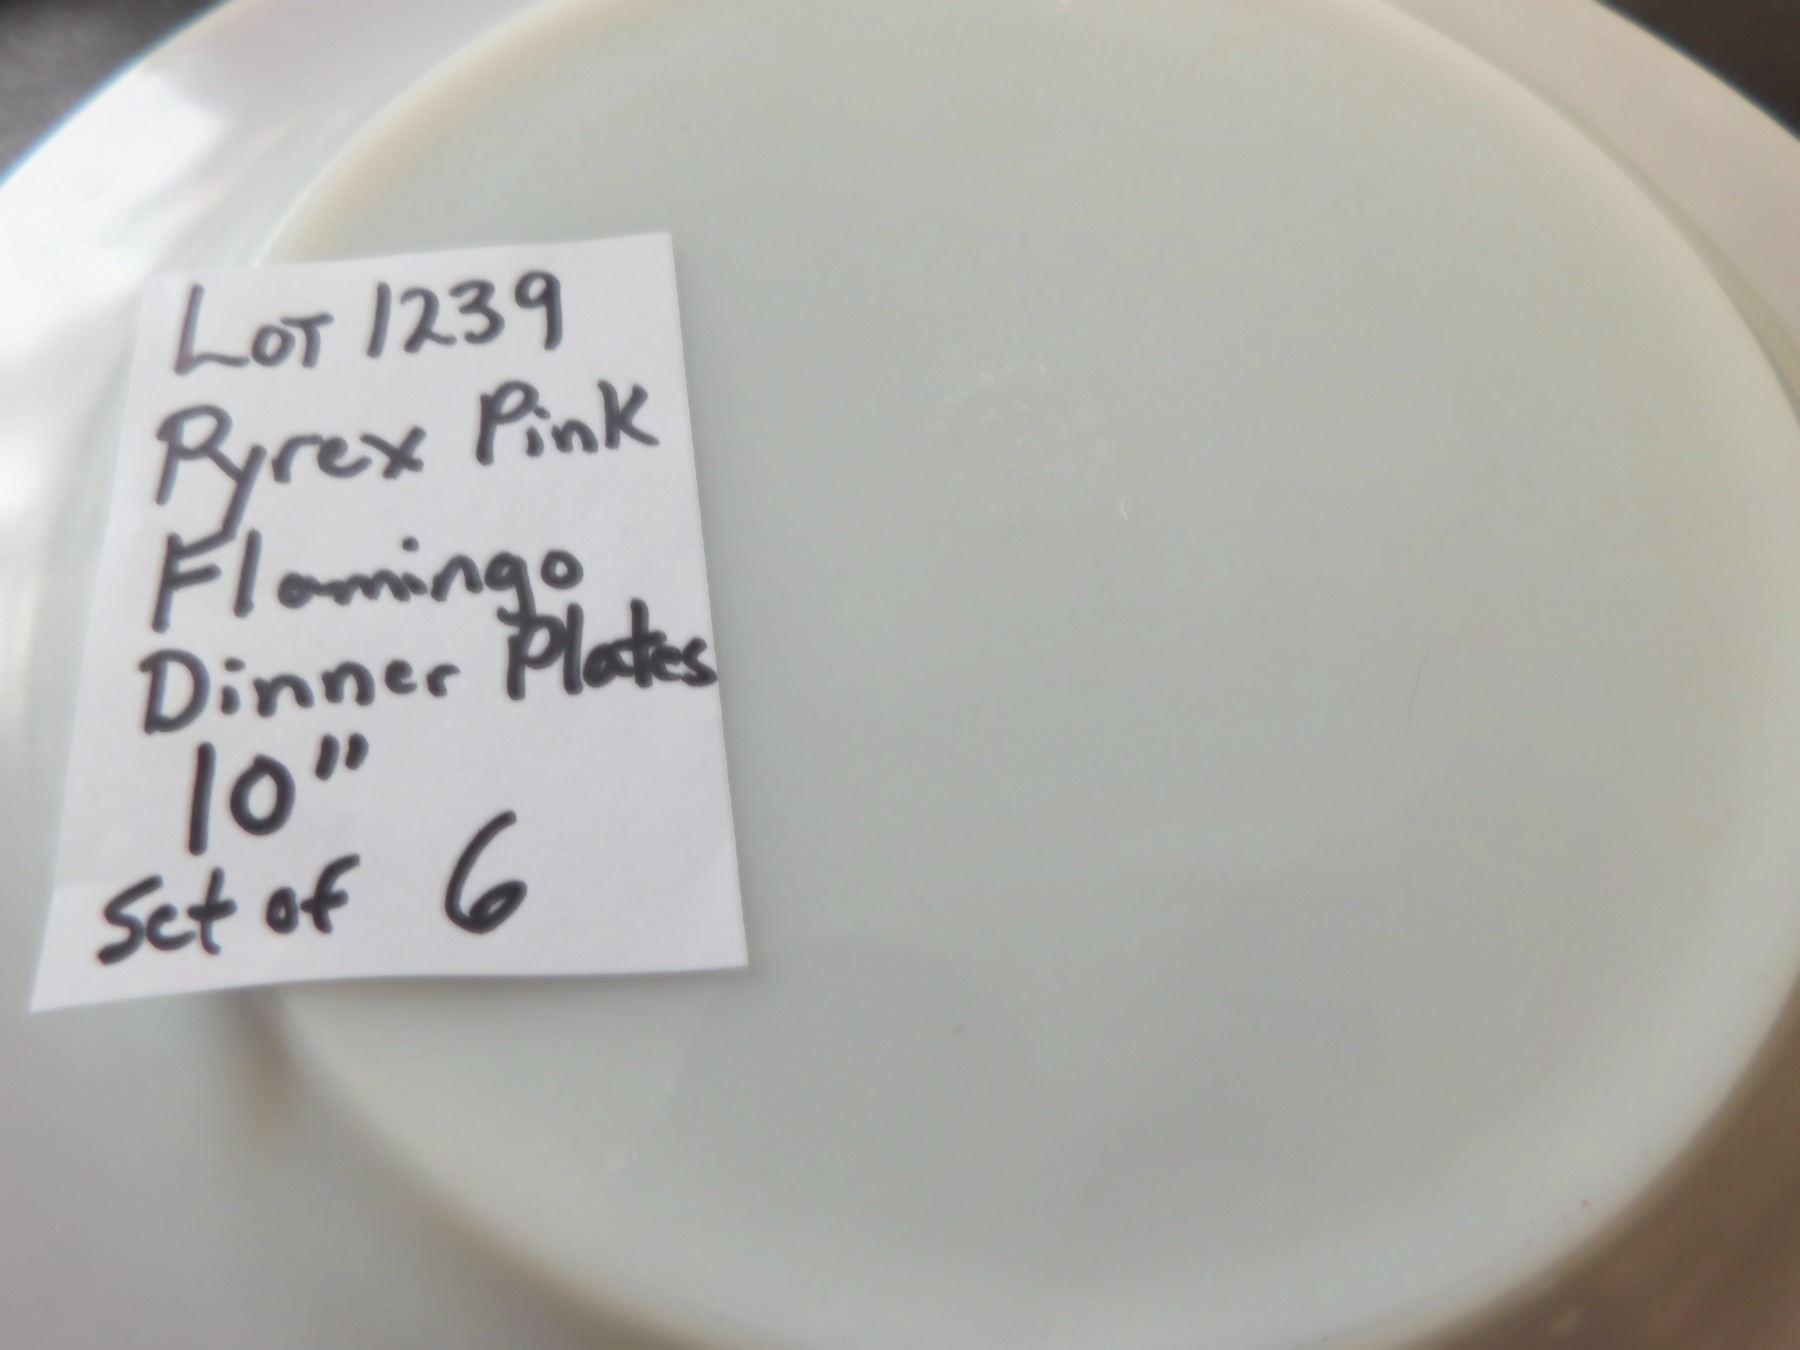 LOT 1239
Pyrex Pink
Flamingo
Dinner Plates
10"
Set of 6